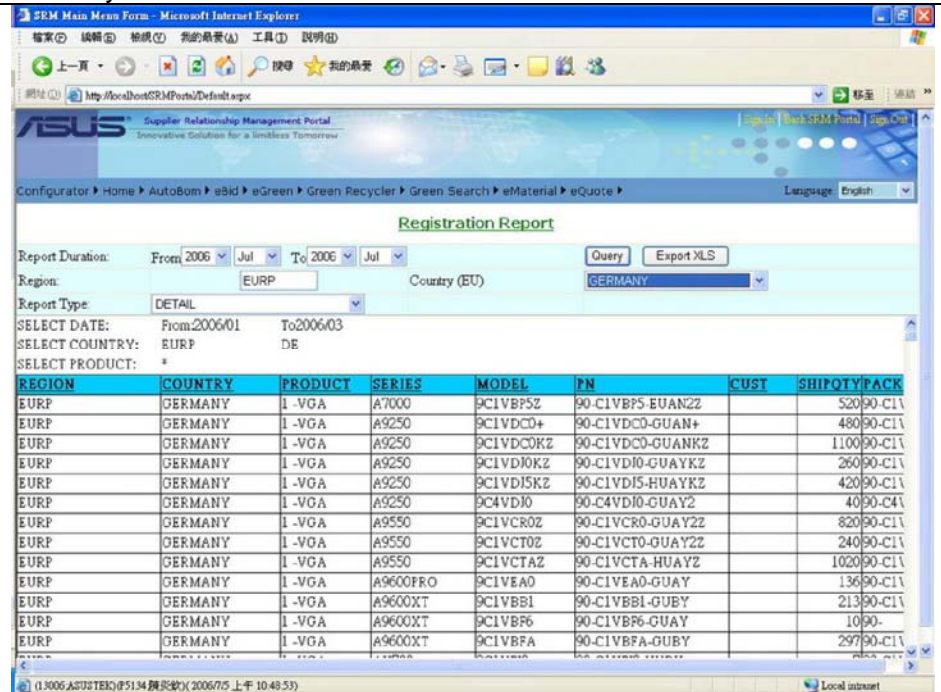 SRM Main Menu Form - Microsoft Internet Explorer
檔案(F) 編輯(E) 檢視(V) 我的最愛(A) 工具(T) 說明(H)
上一頁 搜尋 我的最愛
網址(D) http://localhost/SRMPortal/Default.aspx 移至 連結 »
ASUS Supplier Relationship Management Portal Sign In | Back SRM Portal | Sign Out |
Innovative Solution for a limitless Tomorrow
Configurator Home AutoBom eBid eGreen Green Recycler Green Search eMaterial eQuote Language: English
Registration Report
Report Duration: From 2006 Jul To 2006 Jul Query Export XLS
Region: EURP Country (EU) GERMANY
Report Type: DETAIL
SELECT DATE: From:2006/01 To2006/03
SELECT COUNTRY: EURP DE
SELECT PRODUCT: *
REGION COUNTRY PRODUCT SERIES MODEL PN CUST SHIPQTY PACK
EURP GERMANY 1 -VGA A7000 9C1VBP5Z 90-C1VBP5-EUAN2Z 520 90-C1V
EURP GERMANY 1 -VGA A9250 9C1VDC0+ 90-C1VDC0-GUAN+ 480 90-C1V
EURP GERMANY 1 -VGA A9250 9C1VDC0KZ 90-C1VDC0-GUANKZ 1100 90-C1V
EURP GERMANY 1 -VGA A9250 9C1VDJ0KZ 90-C1VDJ0-GUAYKZ 260 90-C1V
EURP GERMANY 1 -VGA A9250 9C1VDJ5KZ 90-C1VDJ5-HUAYKZ 420 90-C1V
EURP GERMANY 1 -VGA A9250 9C4VDJ0 90-C4VDJ0-GUAY2 40 90-C4V
EURP GERMANY 1 -VGA A9550 9C1VCR0Z 90-C1VCR0-GUAY2Z 820 90-C1V
EURP GERMANY 1 -VGA A9550 9C1VCT0Z 90-C1VCT0-GUAY2Z 240 90-C1V
EURP GERMANY 1 -VGA A9550 9C1VCTAZ 90-C1VCTA-HUAYZ 1020 90-C1V
EURP GERMANY 1 -VGA A9600PRO 9C1VEA0 90-C1VEA0-GUAY 136 90-C1V
EURP GERMANY 1 -VGA A9600XT 9C1VBB1 90-C1VBB1-GUBY 213 90-C1V
EURP GERMANY 1 -VGA A9600XT 9C1VBF6 90-C1VBF6-GUAY 10 90-
EURP GERMANY 1 -VGA A9600XT 9C1VBFA 90-C1VBFA-GUBY 297 90-C1V
(13006;ASUSTEK)(P5134 陳炎欽)( 2006/7/5 上午 10:48:53) Local intranet